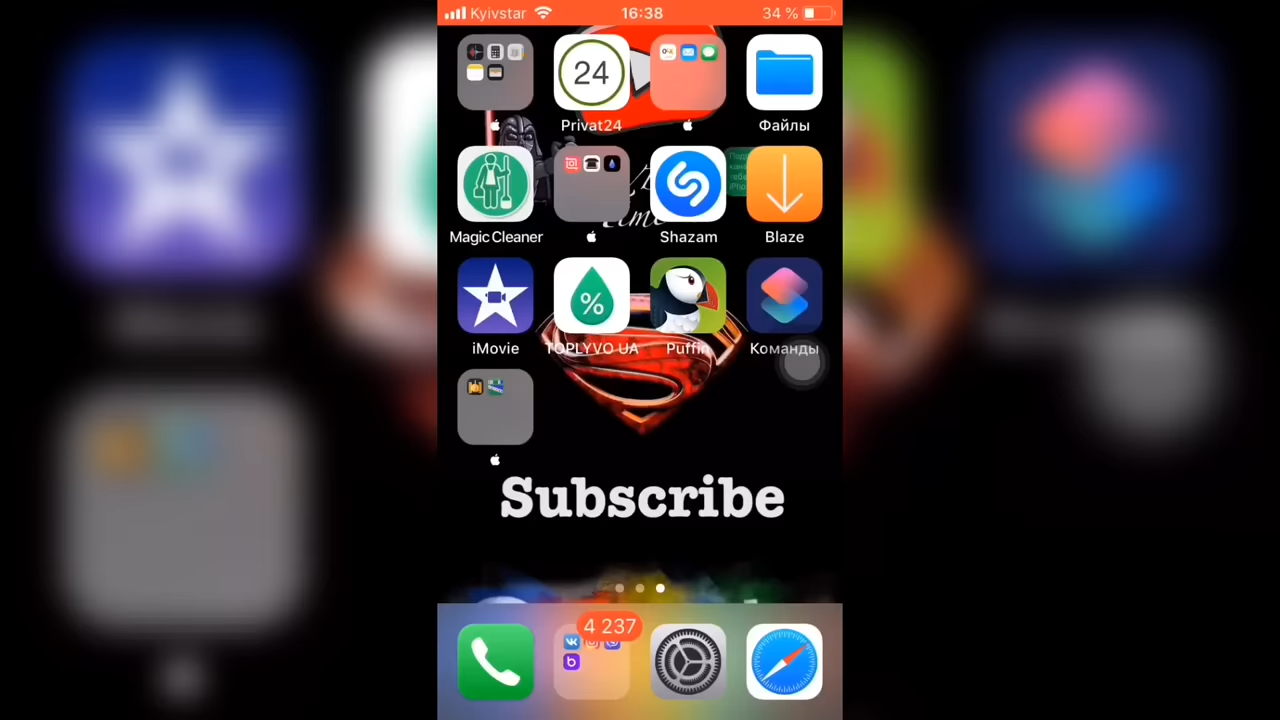 Kyivstar 16:38 34 %
24
Privat24 Файлы
Magic Cleaner Shazam Blaze
%
iMovie TOPLYVO UA Puffin Команды
Subscribe
4 237